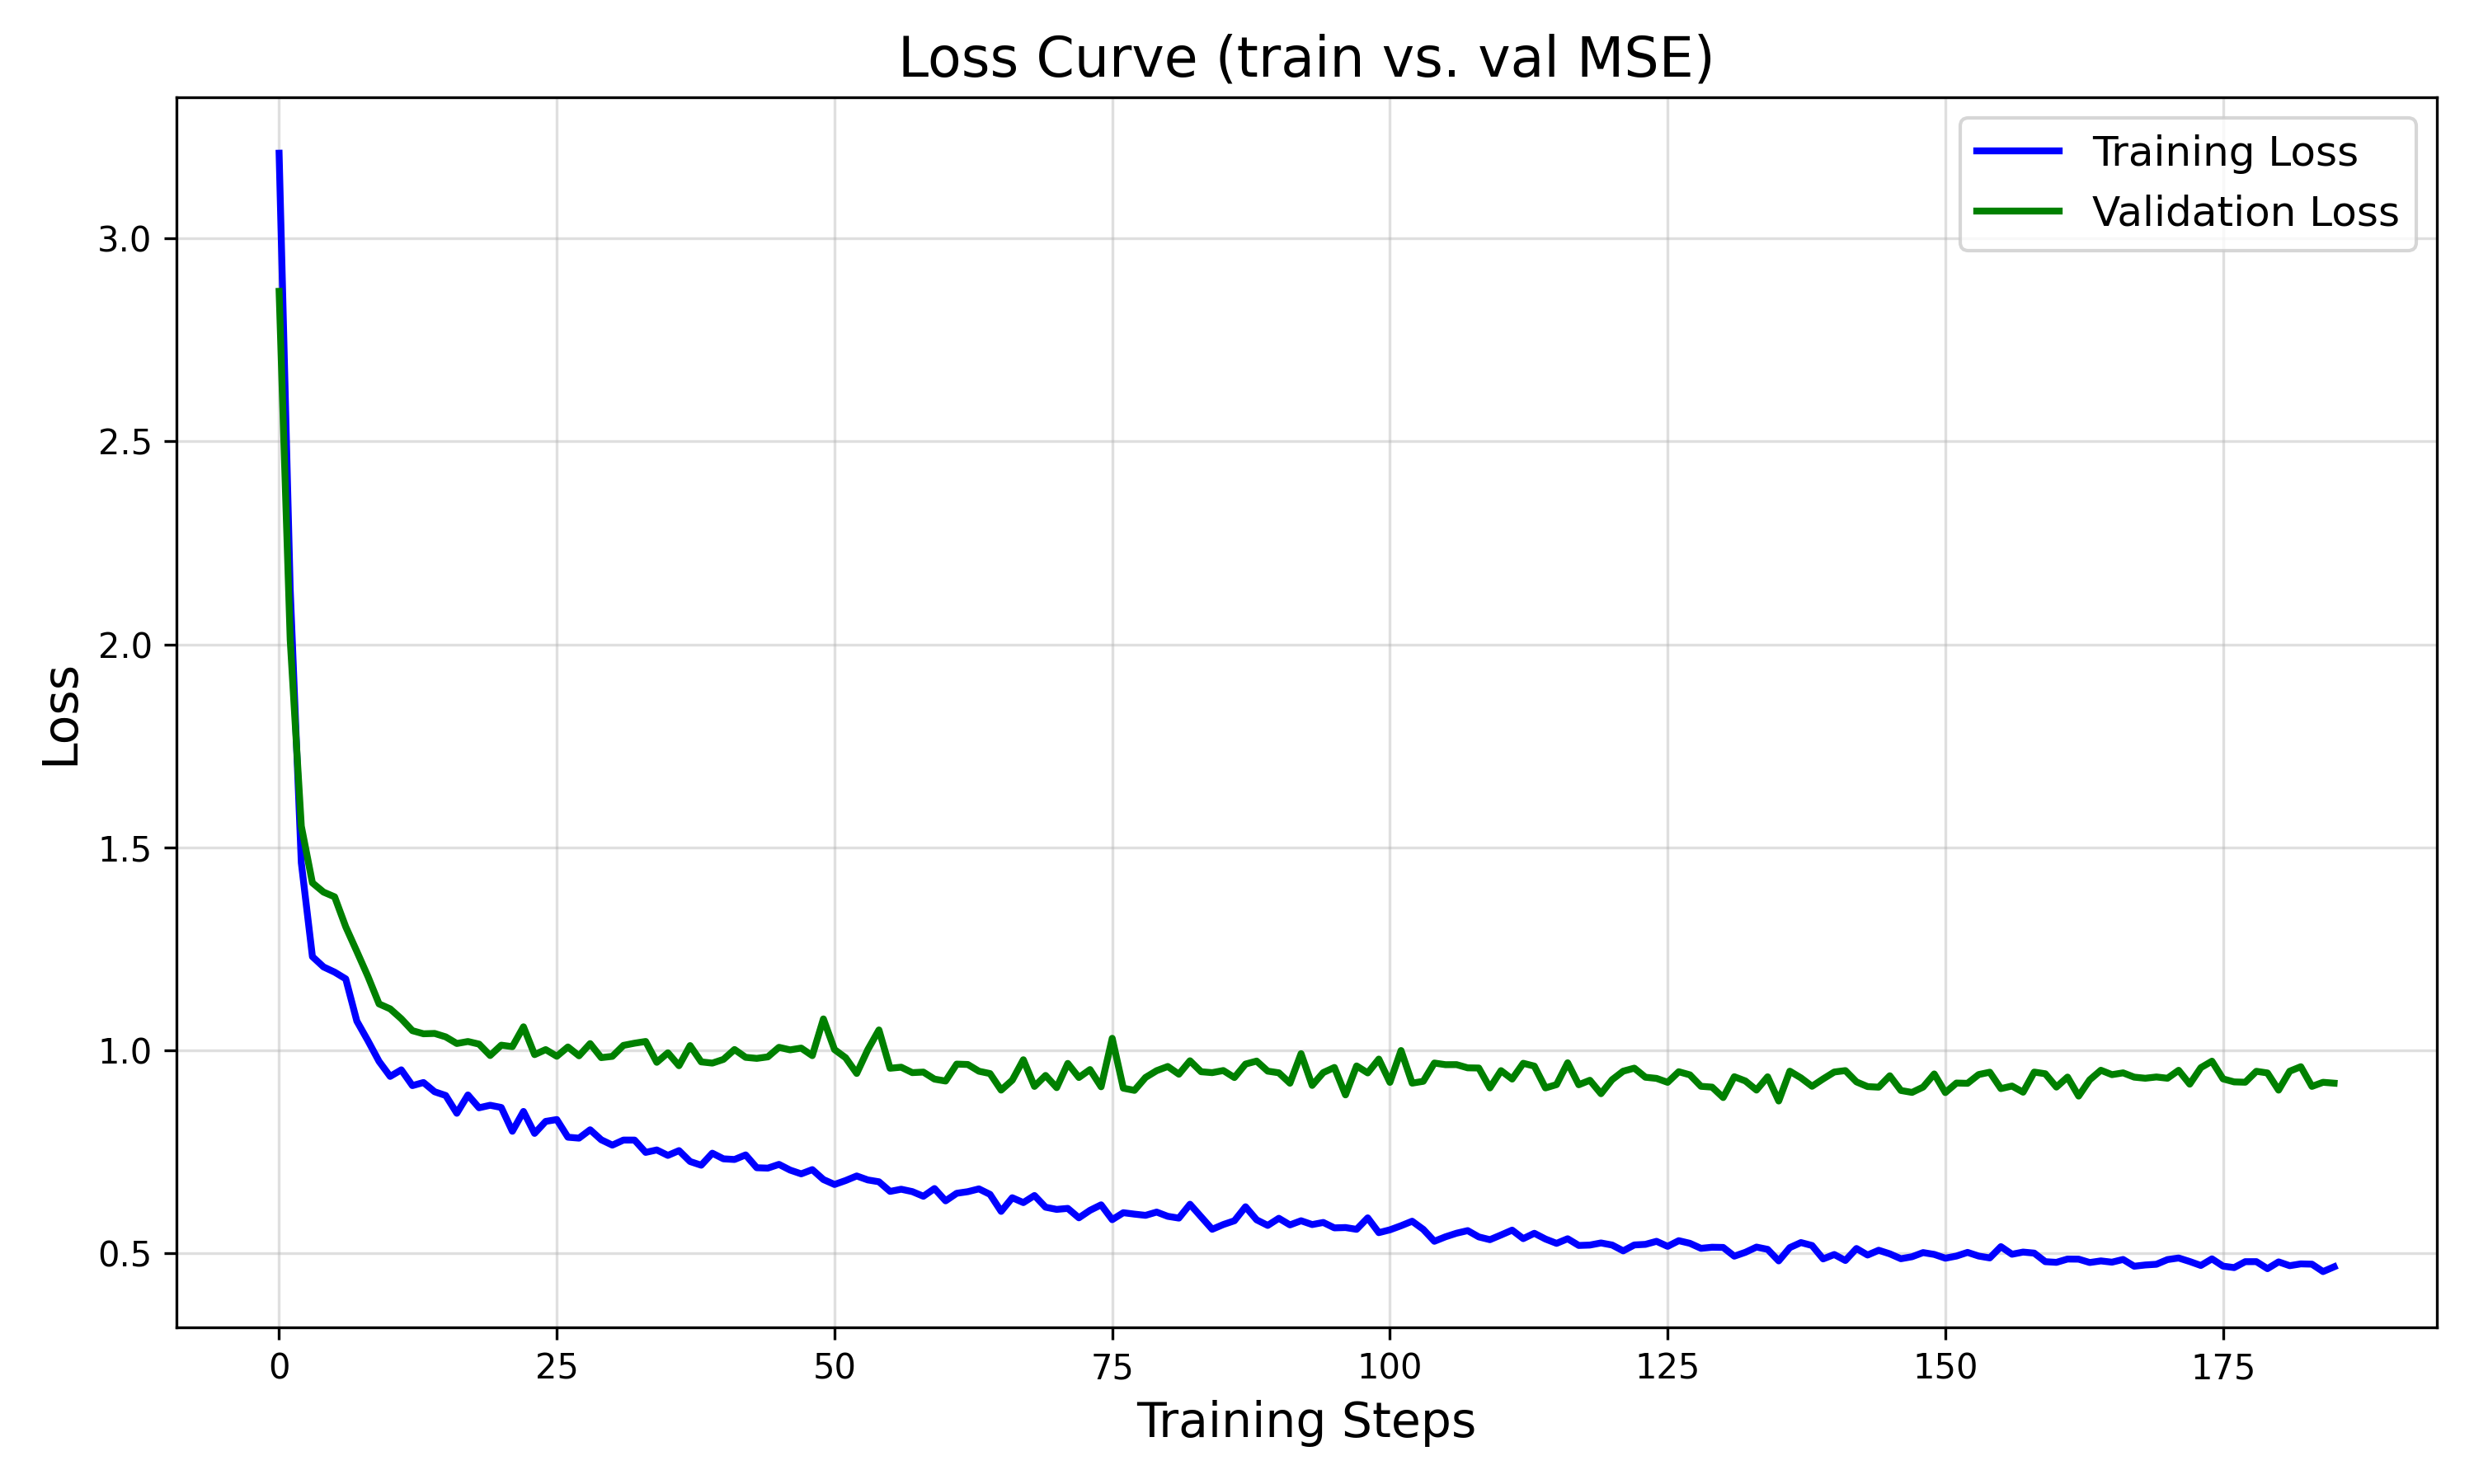 Loss Curve (train vs. val MSE)
Training Loss
Validation Loss
Loss
3.0
2.5
2.0
1.5
1.0
0.5
0 25 50 75 100 125 150 175
Training Steps